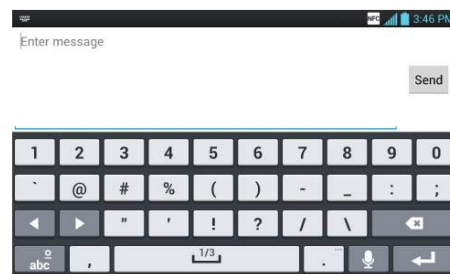 NFC 3:46 PM
Enter message
Send
1 2 3 4 5 6 7 8 9 0
` @ # % ( ) - _ : ;
" ' ! ? / \
abc , 1/3 .